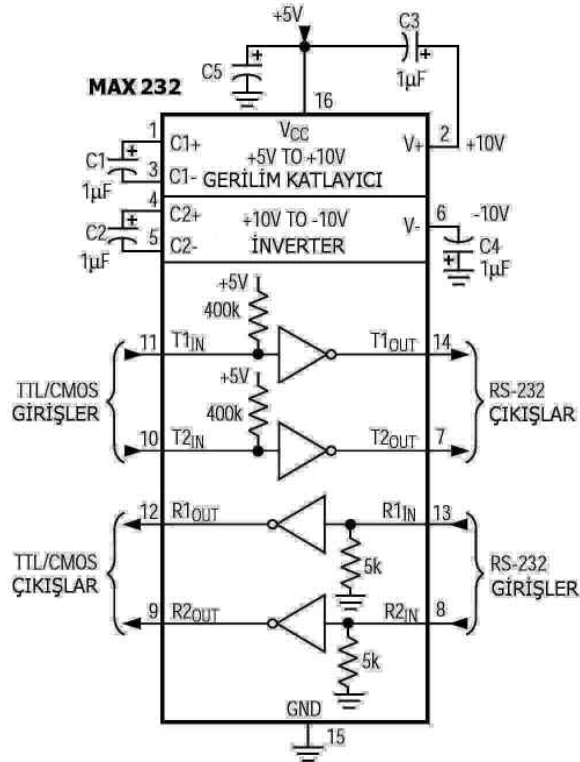 +5V
C3
1µF
C5
MAX 232
16
1
C1+
VCC
V+
2
+10V
C1
1µF
3
C1-
+5V TO +10V
GERİLİM KATLAYICI
4
C2+
+10V TO -10V
V-
6
-10V
C2
1µF
5
C2-
İNVERTER
C4
1µF
+5V
400k
11
T1IN
T1OUT
14
TTL/CMOS
GİRİŞLER
+5V
400k
RS-232
ÇIKIŞLAR
10
T2IN
T2OUT
7
12
R1OUT
R1IN
13
TTL/CMOS
ÇIKIŞLAR
5k
RS-232
GİRİŞLER
9
R2OUT
R2IN
8
5k
GND
15